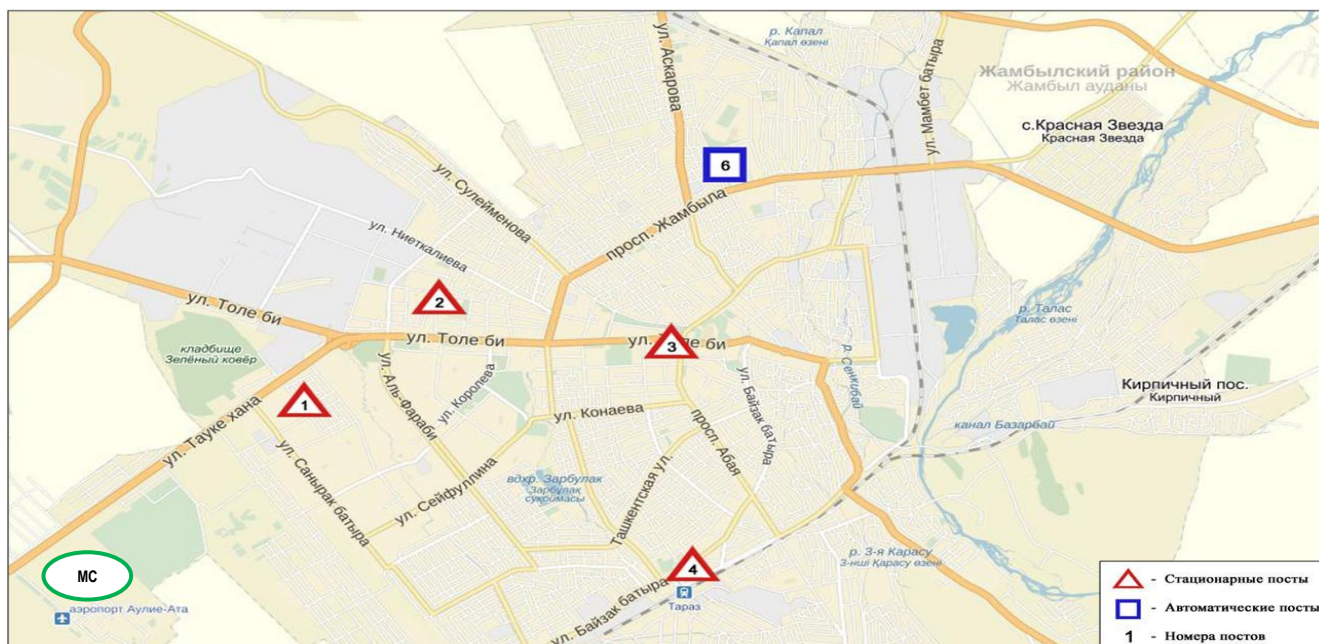 р. Капал
Қапал өзені
ул. Аскарова
Жамбылский район
Жамбыл ауданы
ул. Мамбет батыра
с.Красная Звезда
Красная Звезда
6
ул. Сулейменова
просп. Жамбыла
ул. Ниеткалиева
2
ул. Толе би
ул. Толе би
3
р. Талас
Талас өзені
кладбище
Зелёный ковёр
ул. Аль-Фараби
ул. Королева
ул. Байзак батыра
р. Сенкибай
Кирпичный пос.
Кирпичный
1
ул. Тауке хана
ул. Конаева
просп. Абая
канал Базарбай
ул. Санырак батыра
ул. Сейфуллина
вдхр. Зарбулак
Зарбулақ
суқоймасы
Ташкентская ул.
р. 3-я Карасу
3-нші Қарасу өзені
4
Тараз
ул. Байзак батыра
МС
аэропорт Аулие-Ата
- Стационарные посты
- Автоматические посты
1 - Номера постов